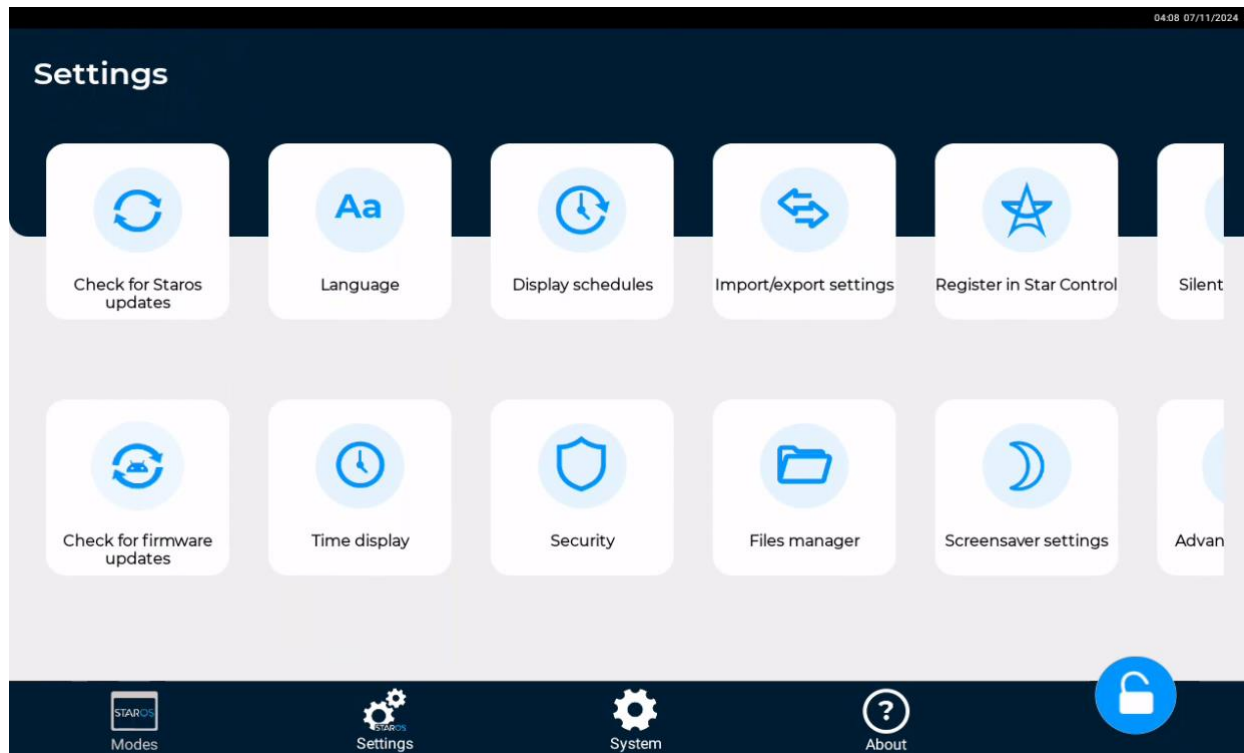 04:08 07/11/2024
Settings
Aa
Check for Staros
updates
Language
Display schedules
Import/export settings
Register in Star Control
Silent
Check for firmware
updates
Time display
Security
Files manager
Screensaver settings
Advan
STAROS
Modes
STAROS
Settings
System
?
About